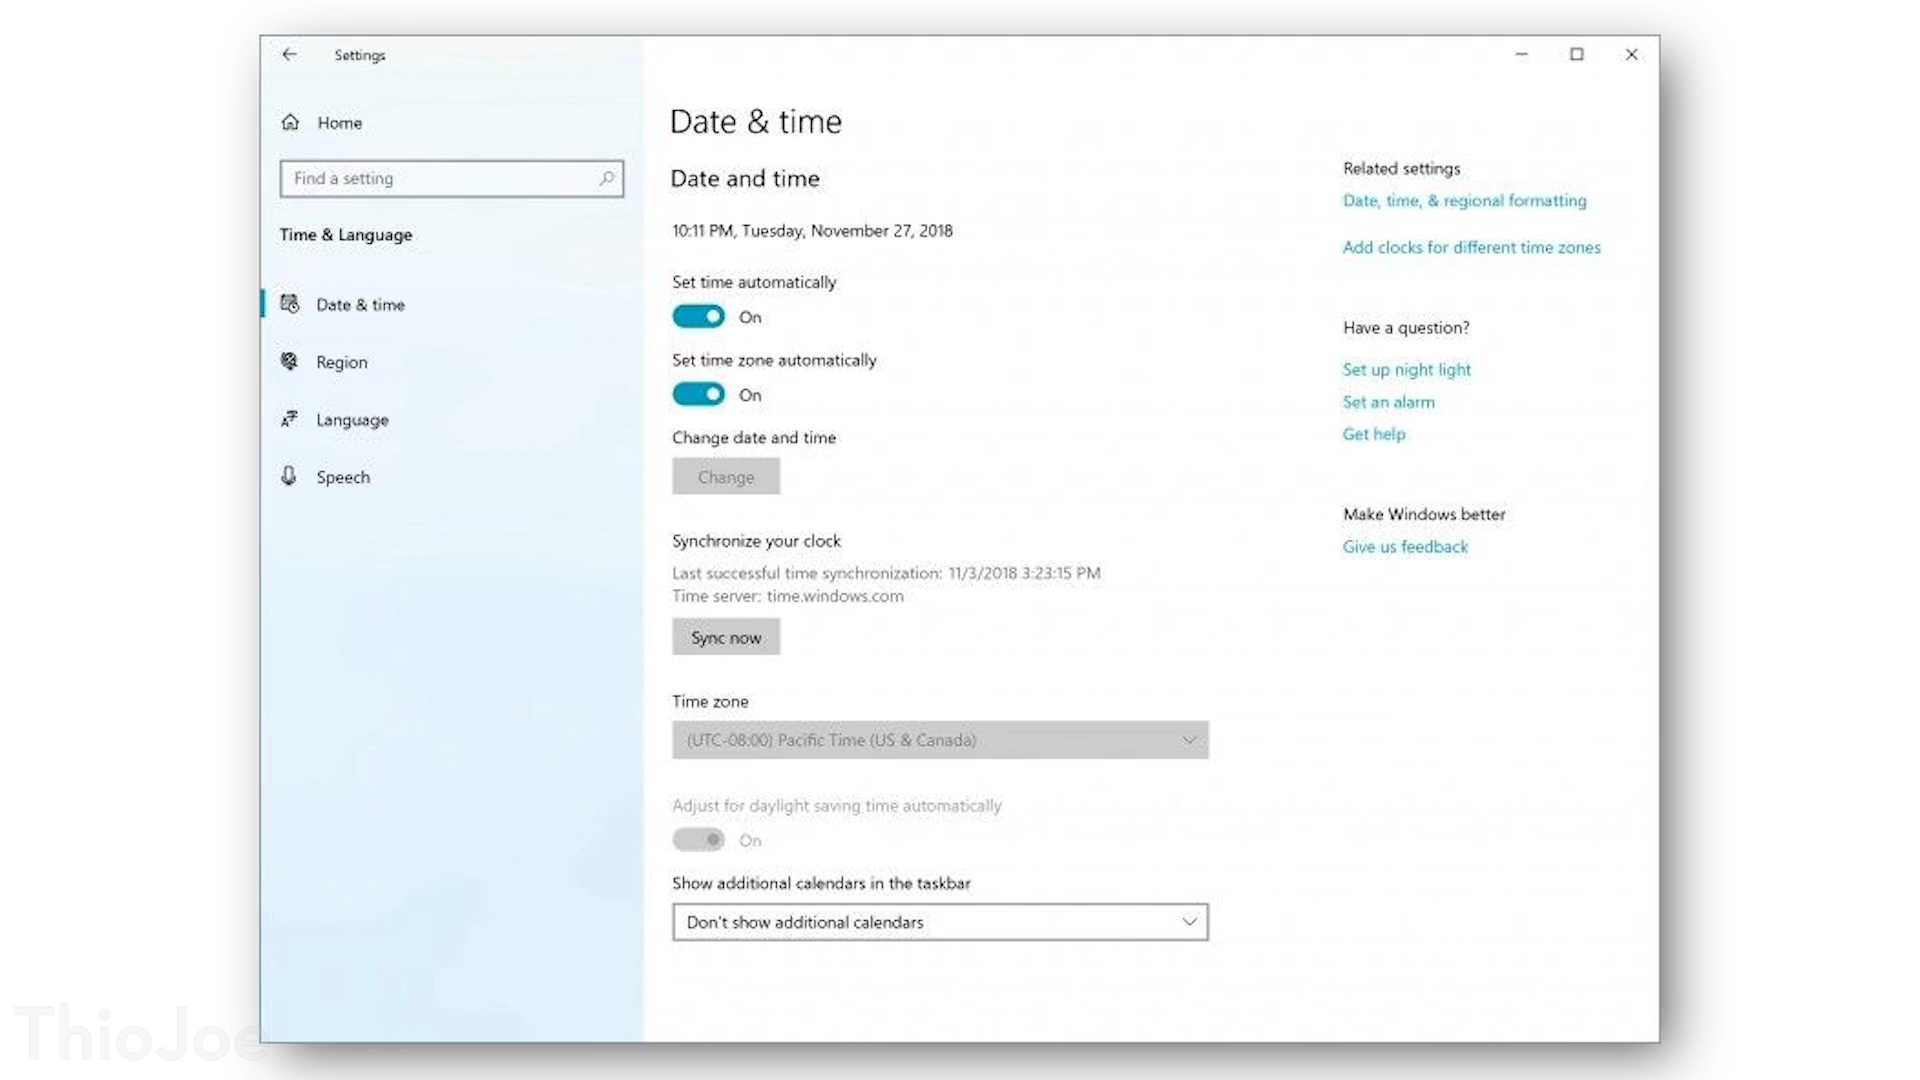 Settings
Home
Find a setting
Time & Language
Date & time
Region
Language
Speech
Date & time
Date and time
10:11 PM, Tuesday, November 27, 2018
Set time automatically
On
Set time zone automatically
On
Change date and time
Change
Synchronize your clock
Last successful time synchronization: 11/3/2018 3:23:15 PM
Time server: time.windows.com
Sync now
Time zone
(UTC-08:00) Pacific Time (US & Canada)
Adjust for daylight saving time automatically
On
Show additional calendars in the taskbar
Don't show additional calendars
Related settings
Date, time, & regional formatting
Add clocks for different time zones
Have a question?
Set up night light
Set an alarm
Get help
Make Windows better
Give us feedback
ThioJoe